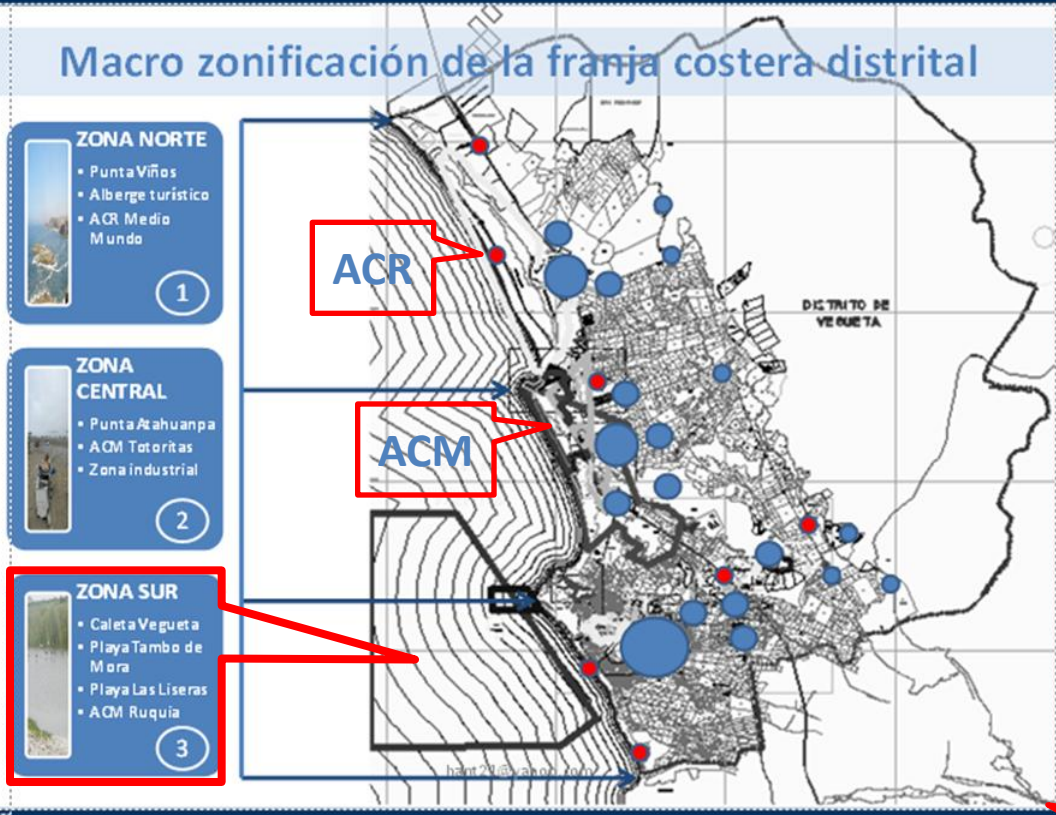 Macro zonificación de la franja costera distrital
ZONA NORTE
▪ Punta Viños
▪ Alberge turístico
▪ ACR Medio
Mundo
1
ACR
DISTRITO DE
VEGUETA
ZONA
CENTRAL
▪ Punta Atahuanpa
▪ ACM Totoritas
▪ Zona industrial
2
ACM
ZONA SUR
▪ Caleta Vegueta
▪ Playa Tambo de
Mora
▪ Playa Las Liseras
▪ ACM Ruquia
3